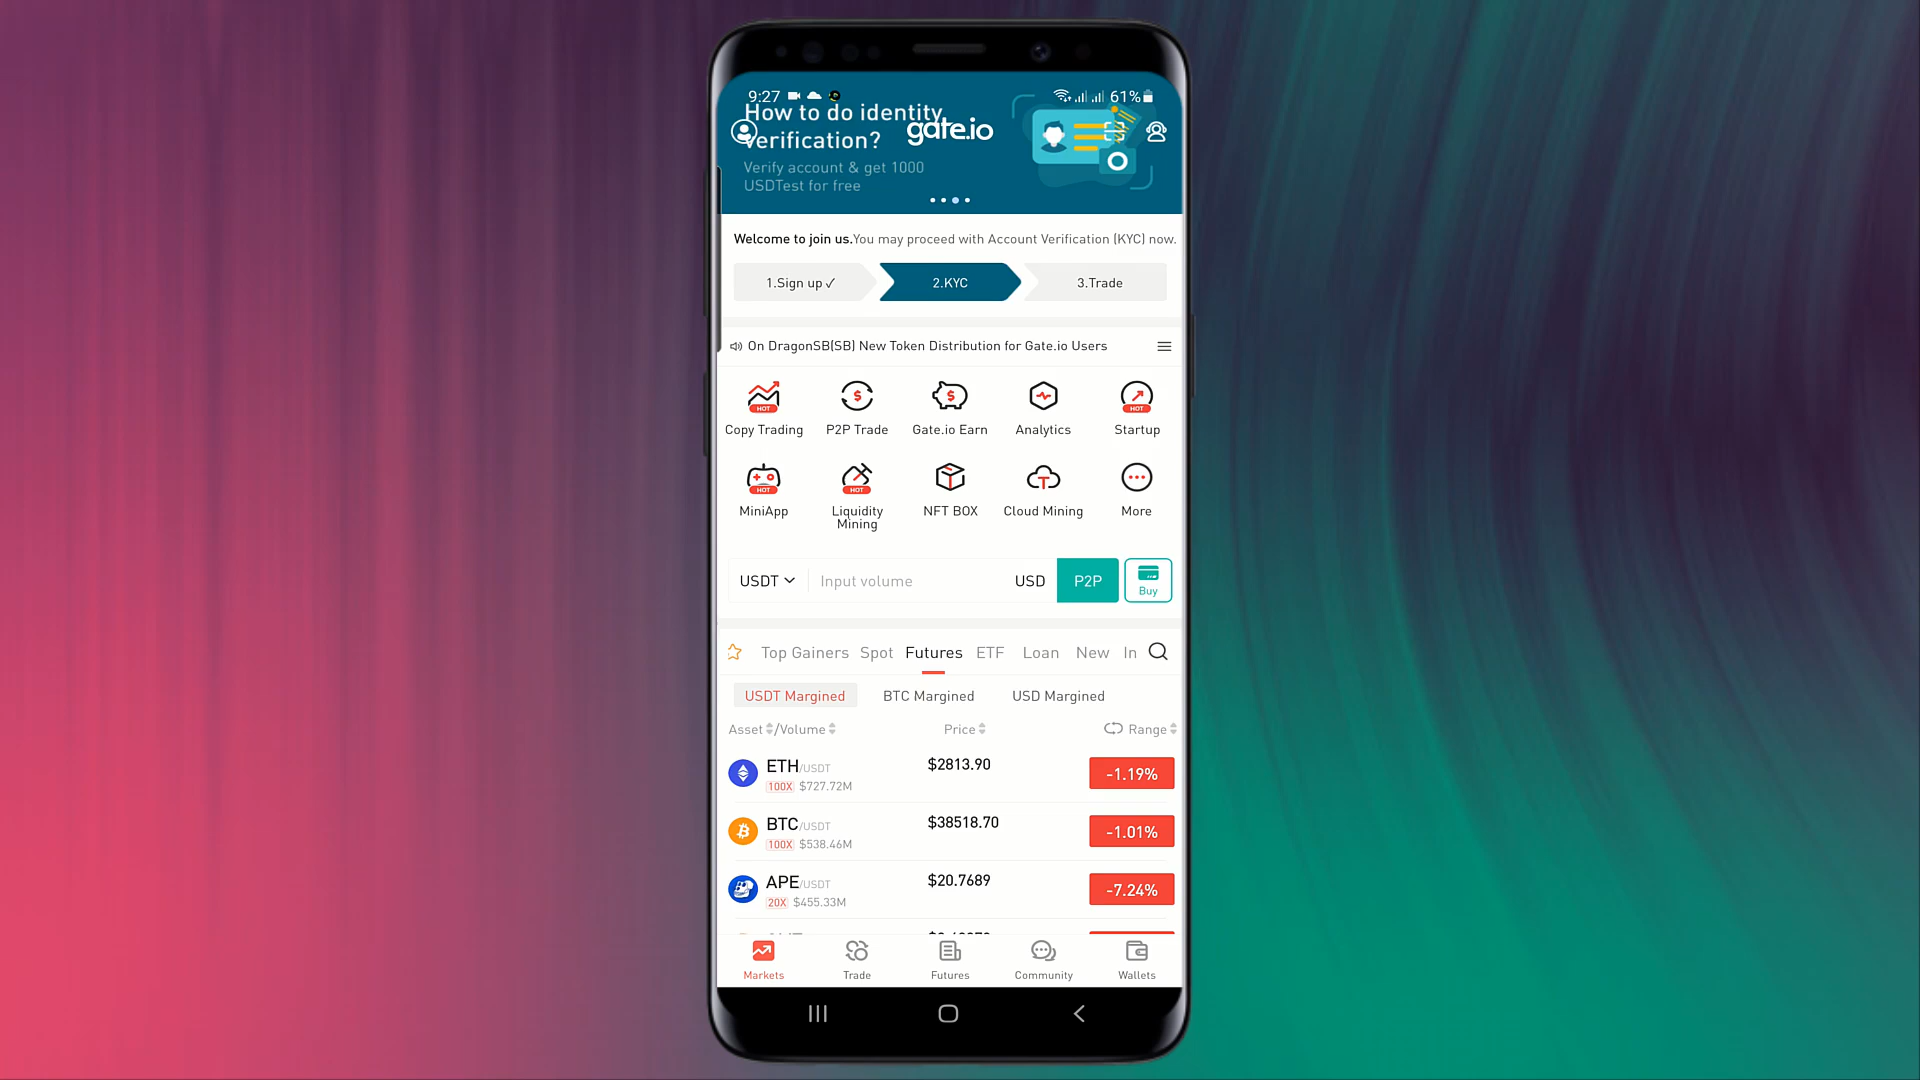 9:27
61%
How to do identity
verification?
gate.io
Verify account & get 1000
USDTest for free
Welcome to join us.You may proceed with Account Verification (KYC) now.
1.Sign up ✓
2.KYC
3.Trade
On DragonSB(SB) New Token Distribution for Gate.io Users
HOT
HOT
Copy Trading
P2P Trade
Gate.io Earn
Analytics
Startup
HOT
HOT
MiniApp
Liquidity
Mining
NFT BOX
Cloud Mining
More
USDT
Input volume
USD
P2P
Buy
Top Gainers
Spot
Futures
ETF
Loan
New
In
USDT Margined
BTC Margined
USD Margined
Asset/Volume
Price
Range
ETH/USDT
$2813.90
-1.19%
100X $727.72M
BTC/USDT
$38518.70
-1.01%
100X $538.46M
APE/USDT
$20.7689
-7.24%
20X $455.33M
Markets
Trade
Futures
Community
Wallets